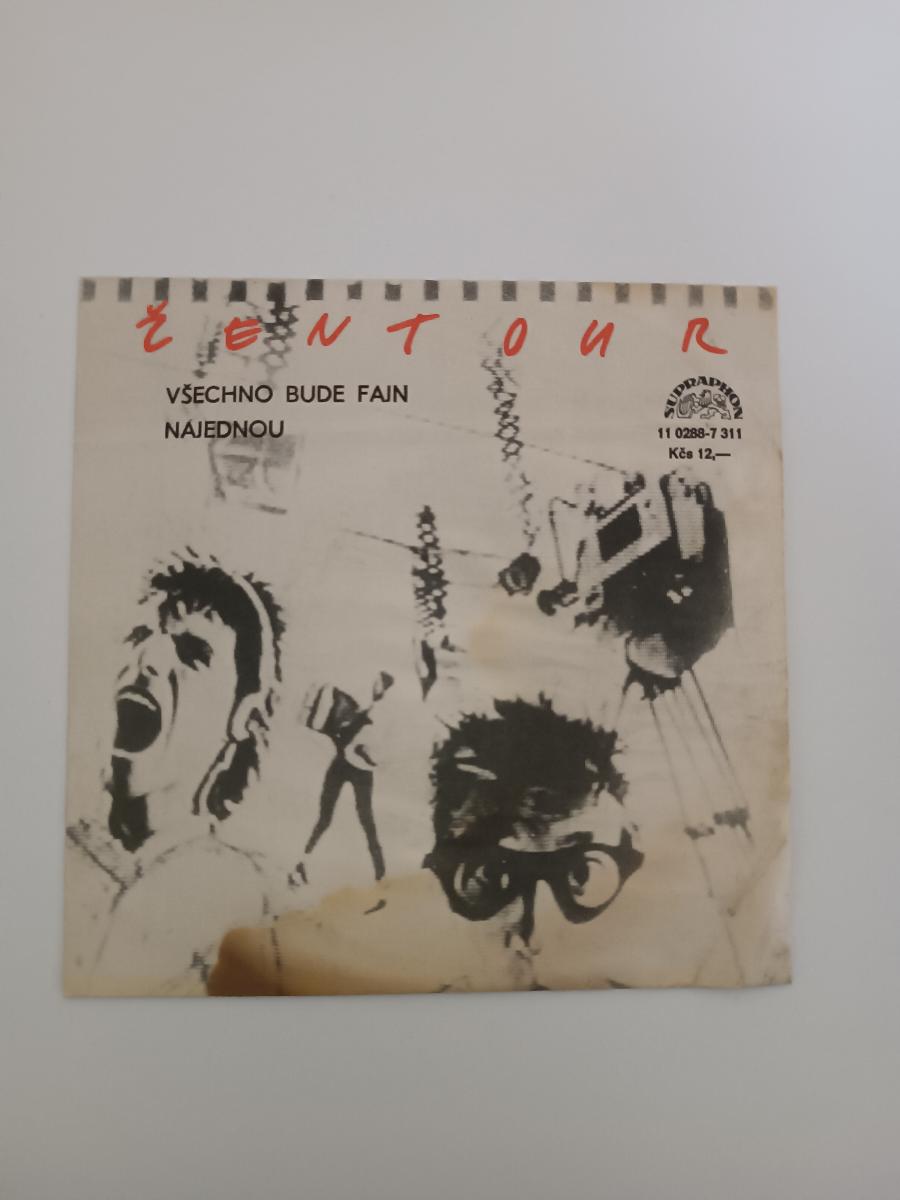 ŽENTOUR
VŠECHNO BUDE FAJN
NAJEDNOU
SUPRAPHON
11 0288-7 311
Kčs 12,—